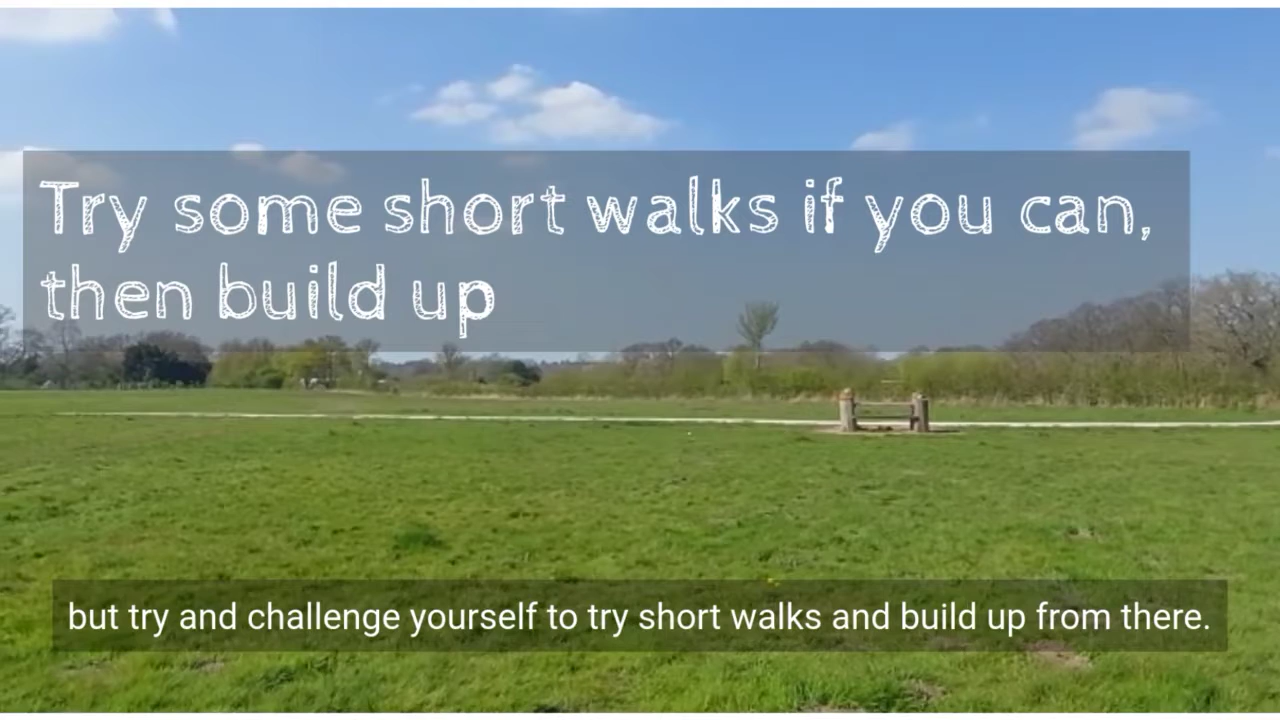 Try some short walks if you can,
then build up
but try and challenge yourself to try short walks and build up from there.